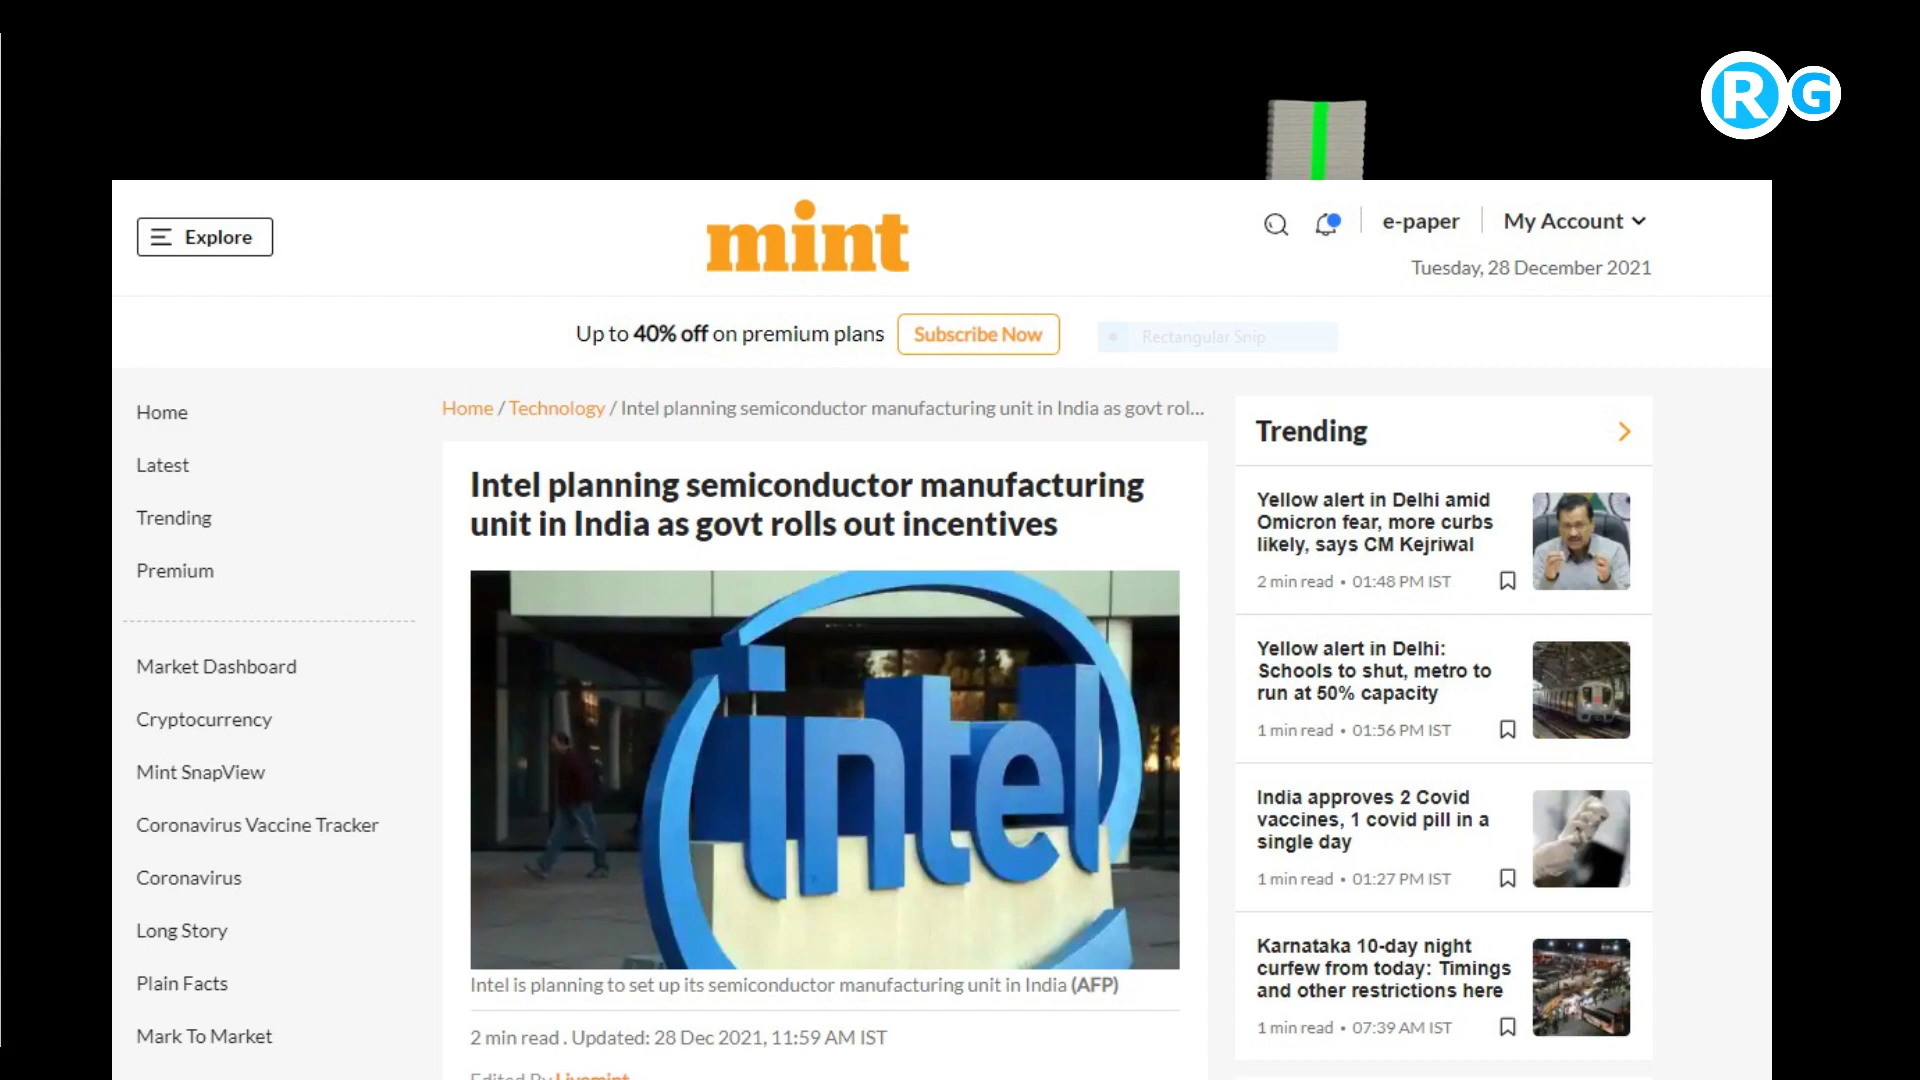 RG
Explore
mint
e-paper
My Account
Tuesday, 28 December 2021
Up to 40% off on premium plans
Subscribe Now
Rectangular Snip
Home
Latest
Trending
Premium
Market Dashboard
Cryptocurrency
Mint SnapView
Coronavirus Vaccine Tracker
Coronavirus
Long Story
Plain Facts
Mark To Market
Home / Technology / Intel planning semiconductor manufacturing unit in India as govt rol...
Intel planning semiconductor manufacturing
unit in India as govt rolls out incentives
intel
Intel is planning to set up its semiconductor manufacturing unit in India (AFP)
2 min read . Updated: 28 Dec 2021, 11:59 AM IST
Edited By Livemint
Trending
Yellow alert in Delhi amid
Omicron fear, more curbs
likely, says CM Kejriwal
2 min read • 01:48 PM IST
Yellow alert in Delhi:
Schools to shut, metro to
run at 50% capacity
1 min read • 01:56 PM IST
India approves 2 Covid
vaccines, 1 covid pill in a
single day
1 min read • 01:27 PM IST
Karnataka 10-day night
curfew from today: Timings
and other restrictions here
1 min read • 07:39 AM IST